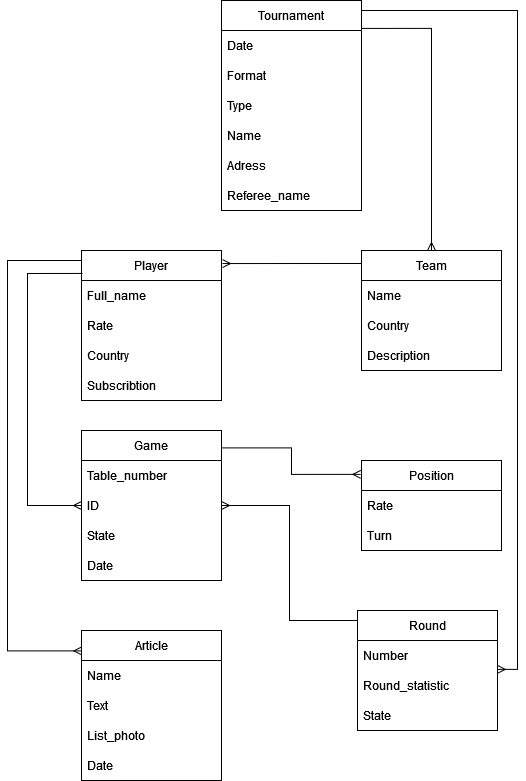 Tournament
Date
Format
Type
Name
Adress
Referee_name
Player
Full_name
Rate
Country
Subscribtion
Team
Name
Country
Description
Game
Table_number
ID
State
Date
Position
Rate
Turn
Round
Number
Round_statistic
State
Article
Name
Text
List_photo
Date